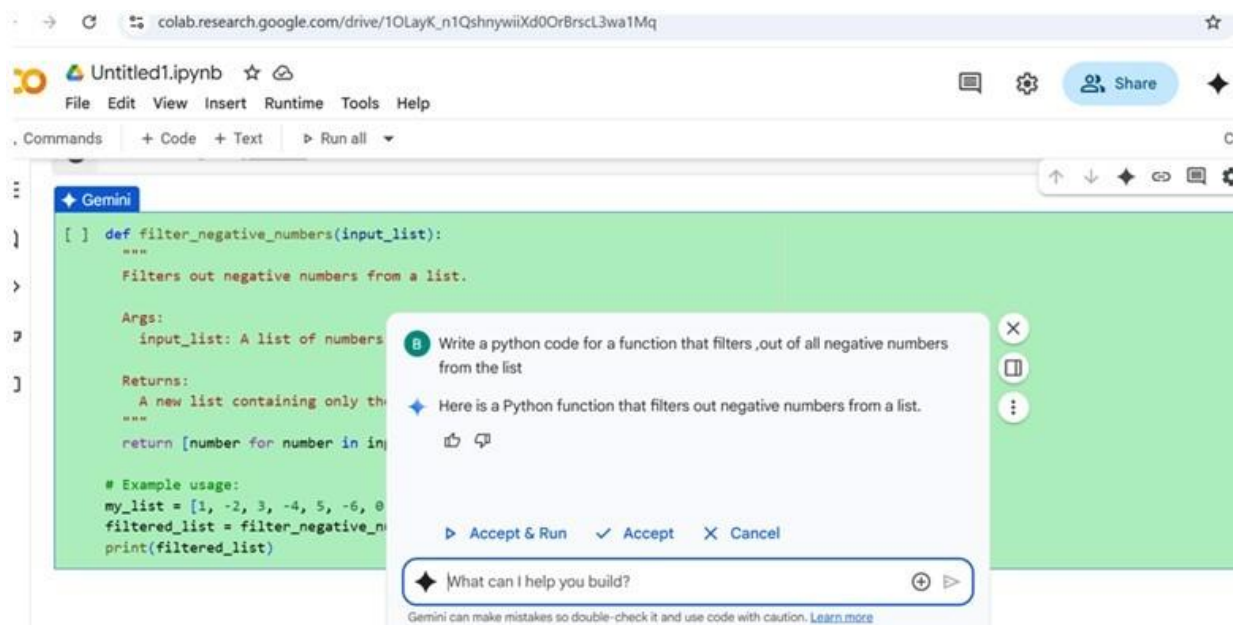 colab.research.google.com/drive/1OLayK_n1QshnywiiXd0OrBrscL3wa1Mq
Untitled1.ipynb
File Edit View Insert Runtime Tools Help
Share
Commands + Code + Text Run all
Gemini
[ ] def filter_negative_numbers(input_list):
"""
Filters out negative numbers from a list.
Args:
input_list: A list of numbers
Returns:
A new list containing only
"""
return [number for number in
# Example usage:
my_list = [1, -2, 3, -4, 5, -6, 0
filtered_list =
print(filtered_list)
B Write a python code for a function that filters ,out of all negative numbers
from the list
Here is a Python function that filters out negative numbers from a list.
Accept & Run Accept Cancel
What can I help you build?
Gemini can make mistakes so double-check it and use code with caution. Learn more